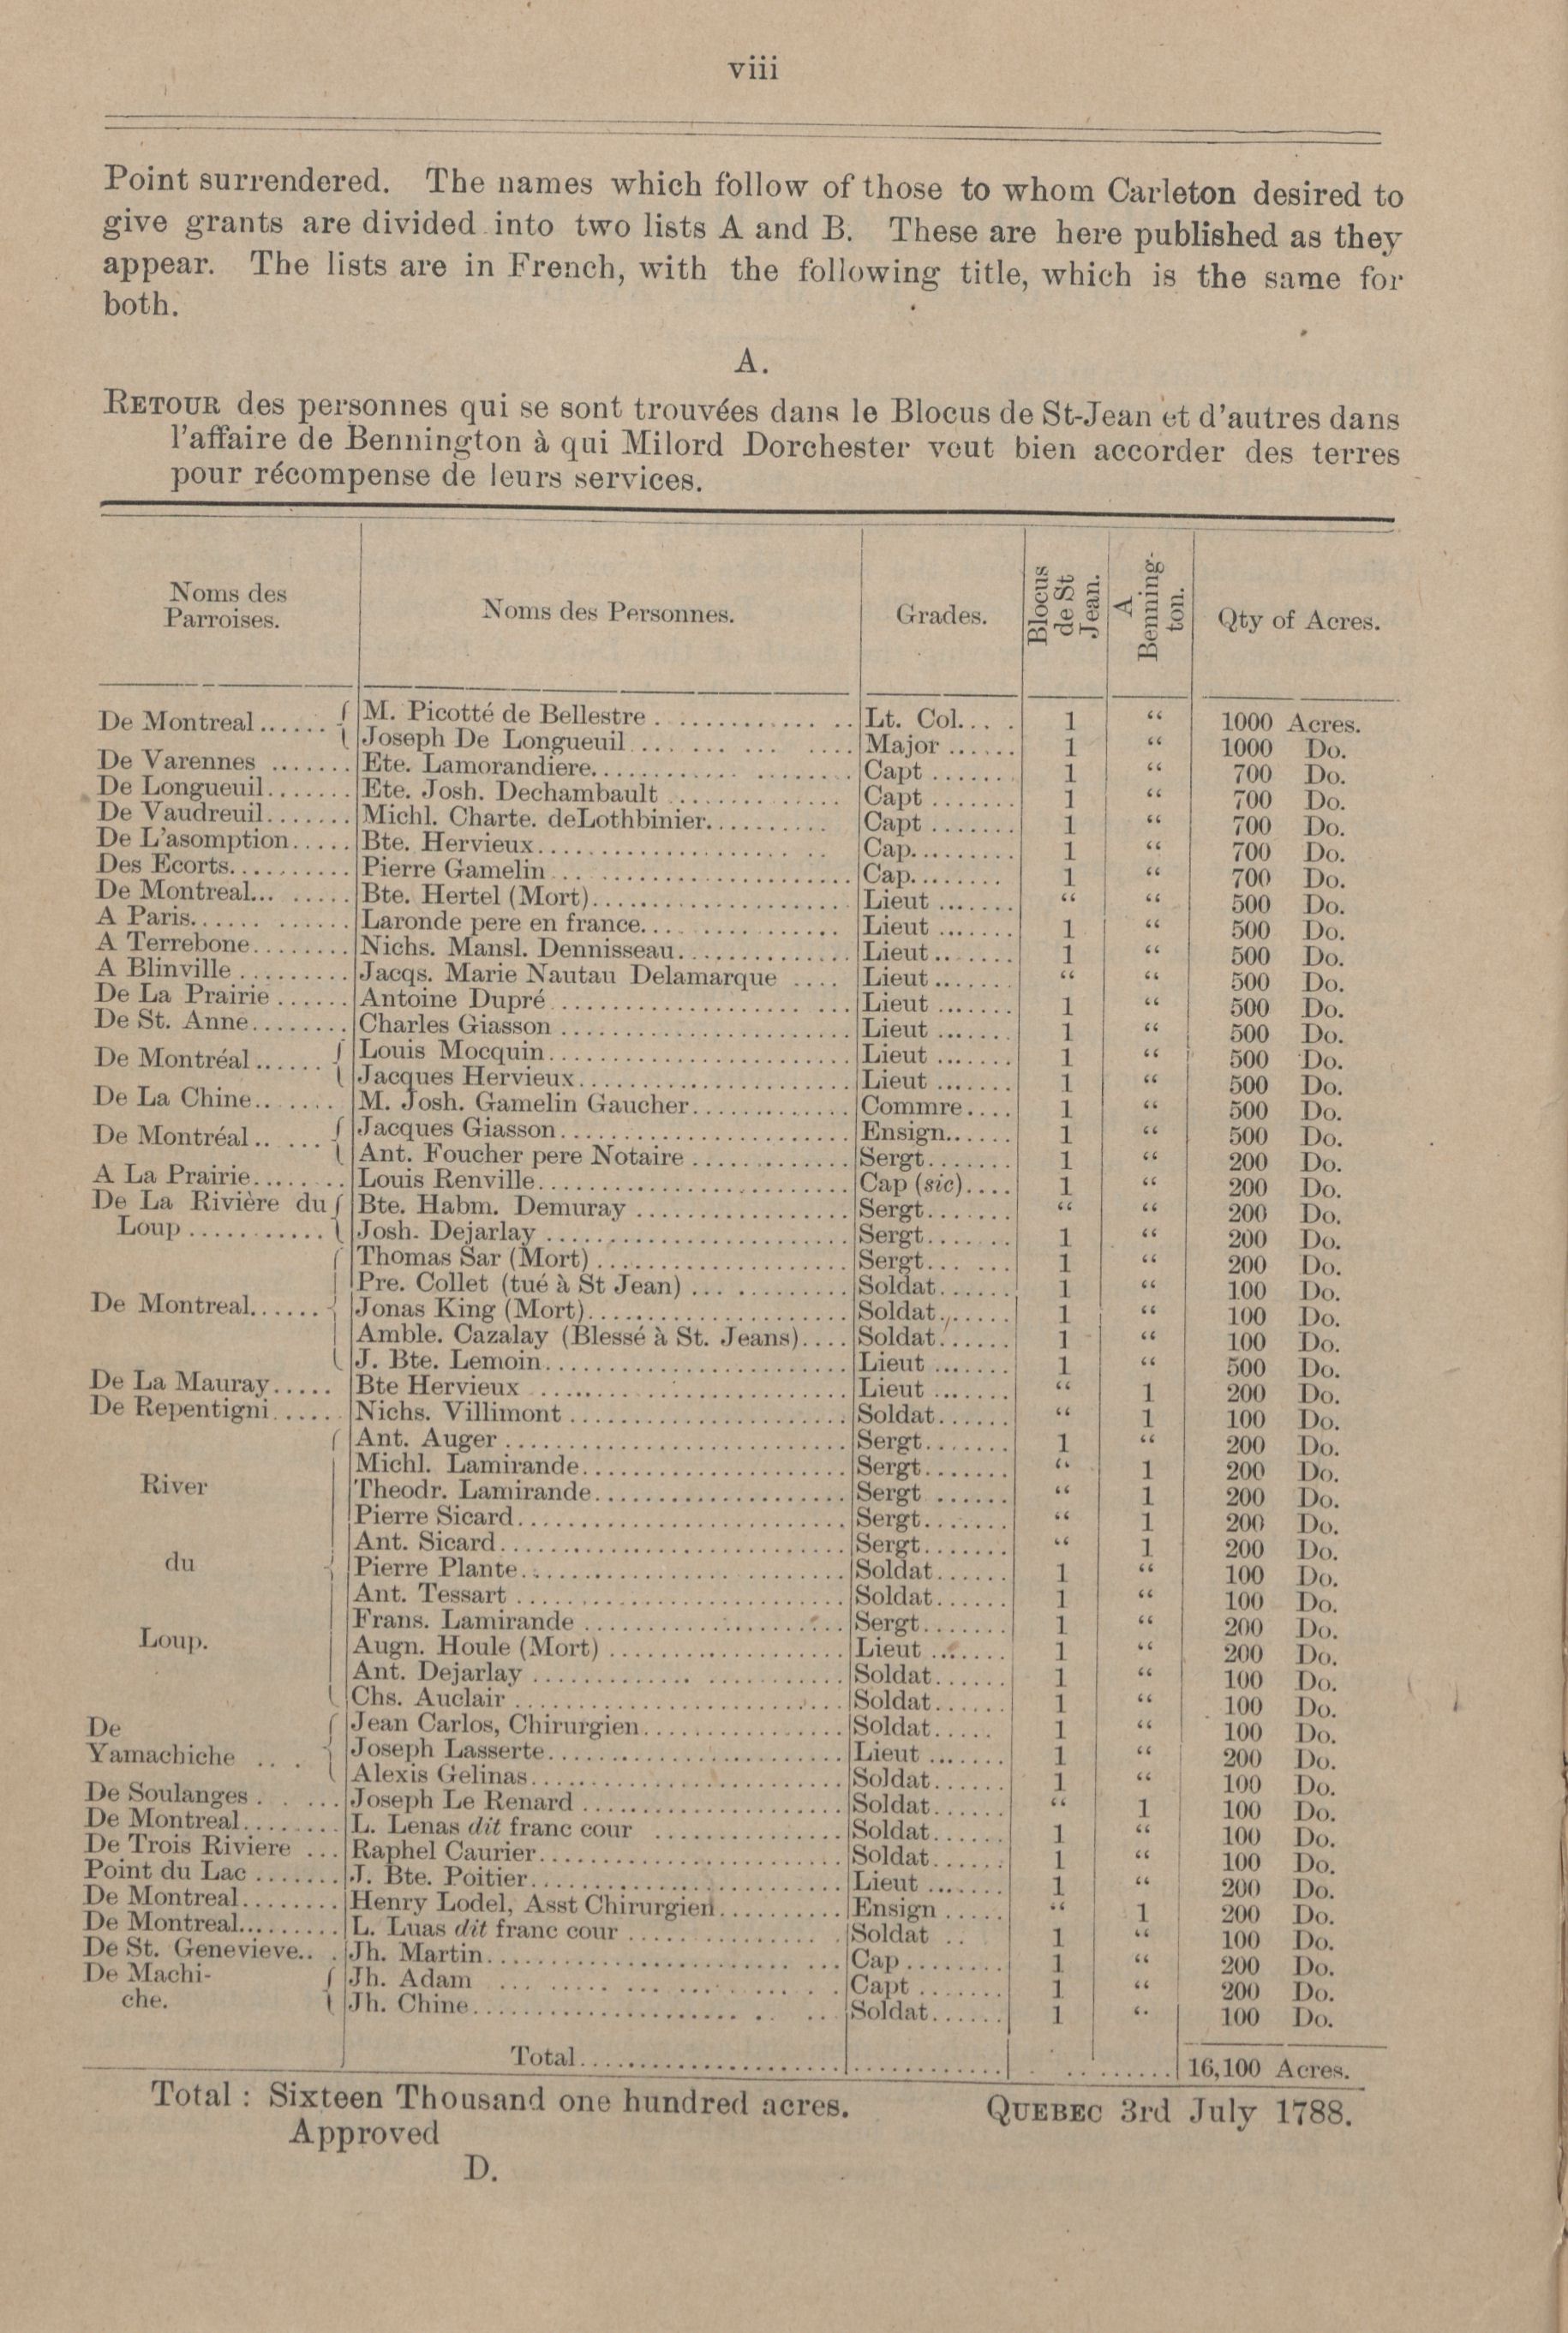 viii
Point surrendered. The names which follow of those to whom Carleton desired to
give grants are divided into two lists A and B. These are here published as they
appear. The lists are in French, with the following title, which is the same for
both.
A.
RETOUR des personnes qui se sont trouvées dans le Blocus de St-Jean et d'autres dans
l'affaire de Bennington à qui Milord Dorchester veut bien accorder des terres
pour récompense de leurs services.
Noms des Parroises. Noms des Personnes. Grades. Blocus de St Jean. A Bennington. Qty of Acres.
De Montreal...... { M. Picotté de Bellestre............ Lt. Col.... 1 “ 1000 Acres.
Joseph De Longueuil............ Major...... 1 “ 1000 Do.
De Varennes....... Ete. Lamorandiere............ Capt....... 1 “ 700 Do.
De Longueuil....... Ete. Josh. Dechambault............ Capt....... 1 “ 700 Do.
De Vaudreuil....... Michl. Charte. deLothbinier.......... Capt....... 1 “ 700 Do.
De L'asomption..... Bte. Hervieux............ Cap......... 1 “ 700 Do.
Des Ecorts.......... Pierre Gamelin............ Cap........ 1 “ 700 Do.
De Montreal........ Bte. Hertel (Mort)............ Lieut....... “ “ 500 Do.
A Paris............ Laronde pere en france............ Lieut....... 1 “ 500 Do.
A Terrebone........ Nichs. Mansl. Dennisseau............ Lieut....... 1 “ 500 Do.
A Blinville......... Jacqs. Marie Nautau Delamarque.... Lieut....... “ “ 500 Do.
De La Prairie...... Antoine Dupré............ Lieut....... 1 “ 500 Do.
De St. Anne........ Charles Giasson............ Lieut....... 1 “ 500 Do.
De Montréal...... { Louis Mocquin............ Lieut....... 1 “ 500 Do.
Jacques Hervieux............ Lieut....... 1 “ 500 Do.
De La Chine....... M. Josh. Gamelin Gaucher............ Commre.... 1 “ 500 Do.
De Montréal..... { Jacques Giasson............ Ensign...... 1 “ 500 Do.
Ant. Foucher pere Notaire............ Sergt....... 1 “ 200 Do.
A La Prairie........ Louis Renville............ Cap (sic).... 1 “ 200 Do.
De La Rivière du { Bte. Habm. Demuray............ Sergt....... “ “ 200 Do.
Loup........... Josh. Dejarlay............ Sergt....... 1 “ 200 Do.
Thomas Sar (Mort)............ Sergt....... 1 “ 200 Do.
Pre. Collet (tué à St Jean)............ Soldat...... 1 “ 100 Do.
De Montreal...... { Jonas King (Mort)............ Soldat...... 1 “ 100 Do.
Amble. Cazalay (Blessé à St. Jeans).... Soldat...... 1 “ 100 Do.
J. Bte. Lemoin............ Lieut....... 1 “ 500 Do.
De La Mauray..... Bte Hervieux............ Lieut....... “ 1 200 Do.
De Repentigni...... Nichs. Villimont............ Soldat...... “ 1 100 Do.
Ant. Auger............ Sergt....... 1 “ 200 Do.
Michl. Lamirande............ Sergt....... “ 1 200 Do.
River Theodr. Lamirande............ Sergt...... “ 1 200 Do.
Pierre Sicard............ Sergt....... “ 1 200 Do.
Ant. Sicard............ Sergt....... “ 1 200 Do.
du { Pierre Plante............ Soldat...... 1 “ 100 Do.
Ant. Tessart............ Soldat...... 1 “ 100 Do.
Frans. Lamirande............ Sergt....... 1 “ 200 Do.
Loup. Augn. Houle (Mort)............ Lieut....... 1 “ 200 Do.
Ant. Dejarlay............ Soldat...... 1 “ 100 Do.
Chs. Auclair............ Soldat...... 1 “ 100 Do.
De { Jean Carlos, Chirurgien............ Soldat..... 1 “ 100 Do.
Yamachiche.... Joseph Lasserte............ Lieut....... 1 “ 200 Do.
Alexis Gelinas............ Soldat...... 1 “ 100 Do.
De Soulanges...... Joseph Le Renard............ Soldat...... “ 1 100 Do.
De Montreal........ L. Lenas dit franc cour............ Soldat...... 1 “ 100 Do.
De Trois Riviere... Raphel Caurier............ Soldat...... 1 “ 100 Do.
Point du Lac....... J. Bte. Poitier............ Lieut....... 1 “ 200 Do.
De Montreal........ Henry Lodel, Asst Chirurgien.......... Ensign..... “ 1 200 Do.
De Montreal......... L. Luas dit franc cour............ Soldat.. 1 “ 100 Do.
De St. Genevieve... Jh. Martin............ Cap........ 1 “ 200 Do.
De Machi- { Jh. Adam............ Capt....... 1 “ 200 Do.
che. Jh. Chine............ Soldat...... 1 “ 100 Do.
Total............ 16,100 Acres.
Total : Sixteen Thousand one hundred acres. QUEBEC 3rd July 1788.
Approved
D.